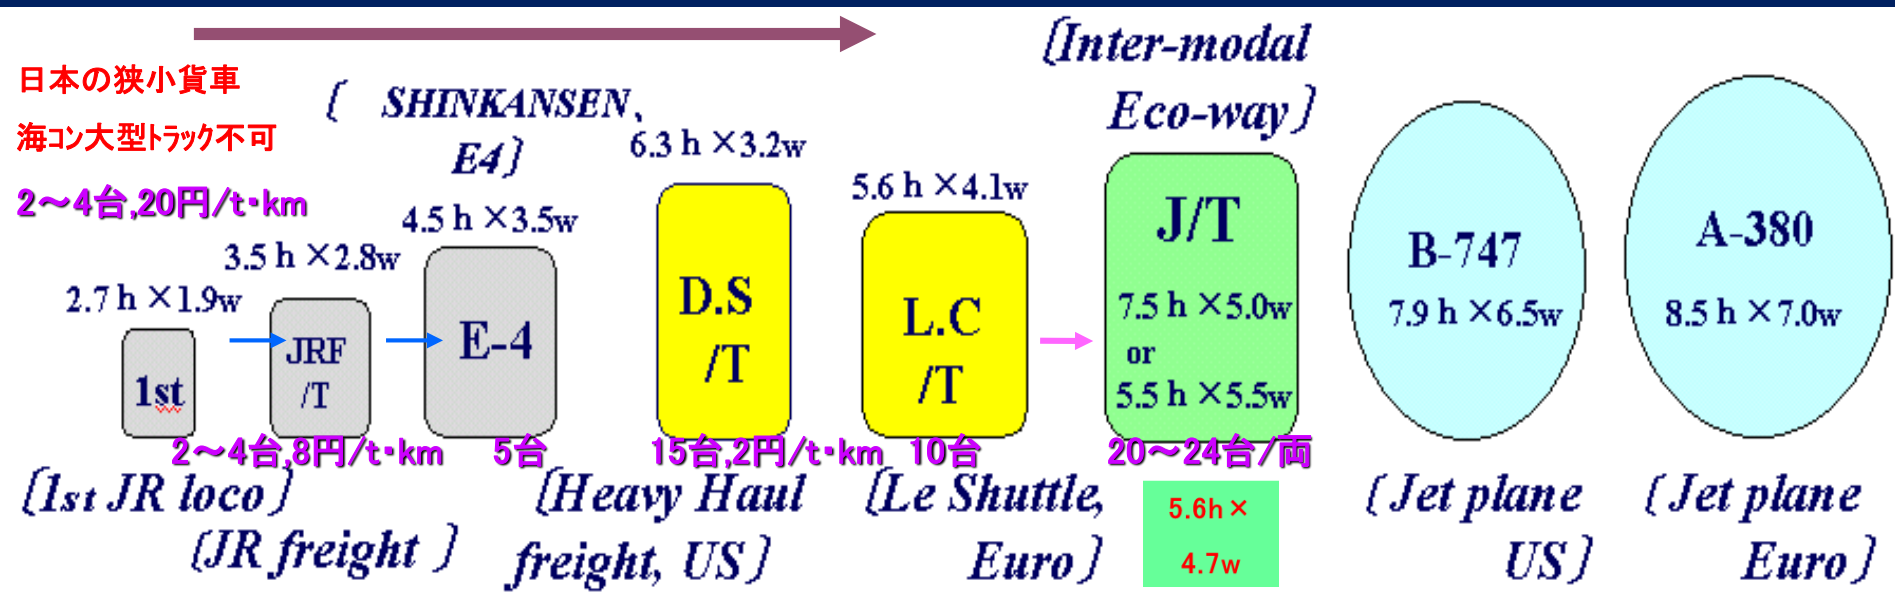 日本の狭小貨車
海コン大型トラック不可
2～4台,20円/t・km
2.7 h ×1.9w
1st
〔1st JR loco〕
3.5 h ×2.8w
JRF
/T
2～4台,8円/t・km
〔JR freight 〕
〔 SHINKANSEN、
E4〕
4.5 h ×3.5w
E-4
5台
6.3 h ×3.2w
D.S
/T
15台,2円/t・km
〔Heavy Haul
freight, US〕
5.6 h ×4.1w
L.C
/T
10台
〔Le Shuttle,
Euro〕
〔Inter-modal
Eco-way〕
J/T
7.5 h ×5.0w
or
5.5 h ×5.5w
20～24台/両
5.6h×
4.7w
B-747
7.9 h ×6.5w
〔Jet plane
US〕
A-380
8.5 h ×7.0w
〔Jet plane
Euro〕